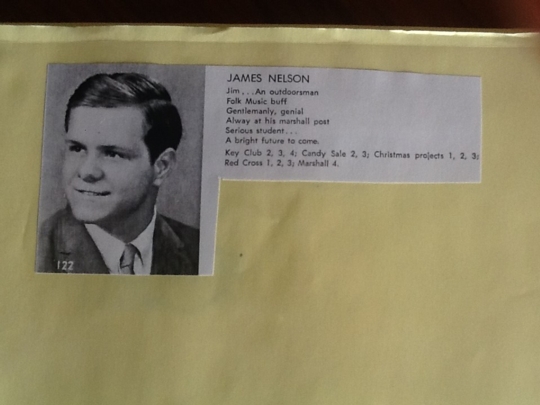 JAMES NELSON
Jim...An outdoorsman
Folk Music buff
Gentlemanly, genial
Alway at his marshall post
Serious student...
A bright future to come.
Key Club 2, 3, 4; Candy Sale 2, 3; Christmas projects 1, 2, 3;
Red Cross 1, 2, 3; Marshall 4.
122